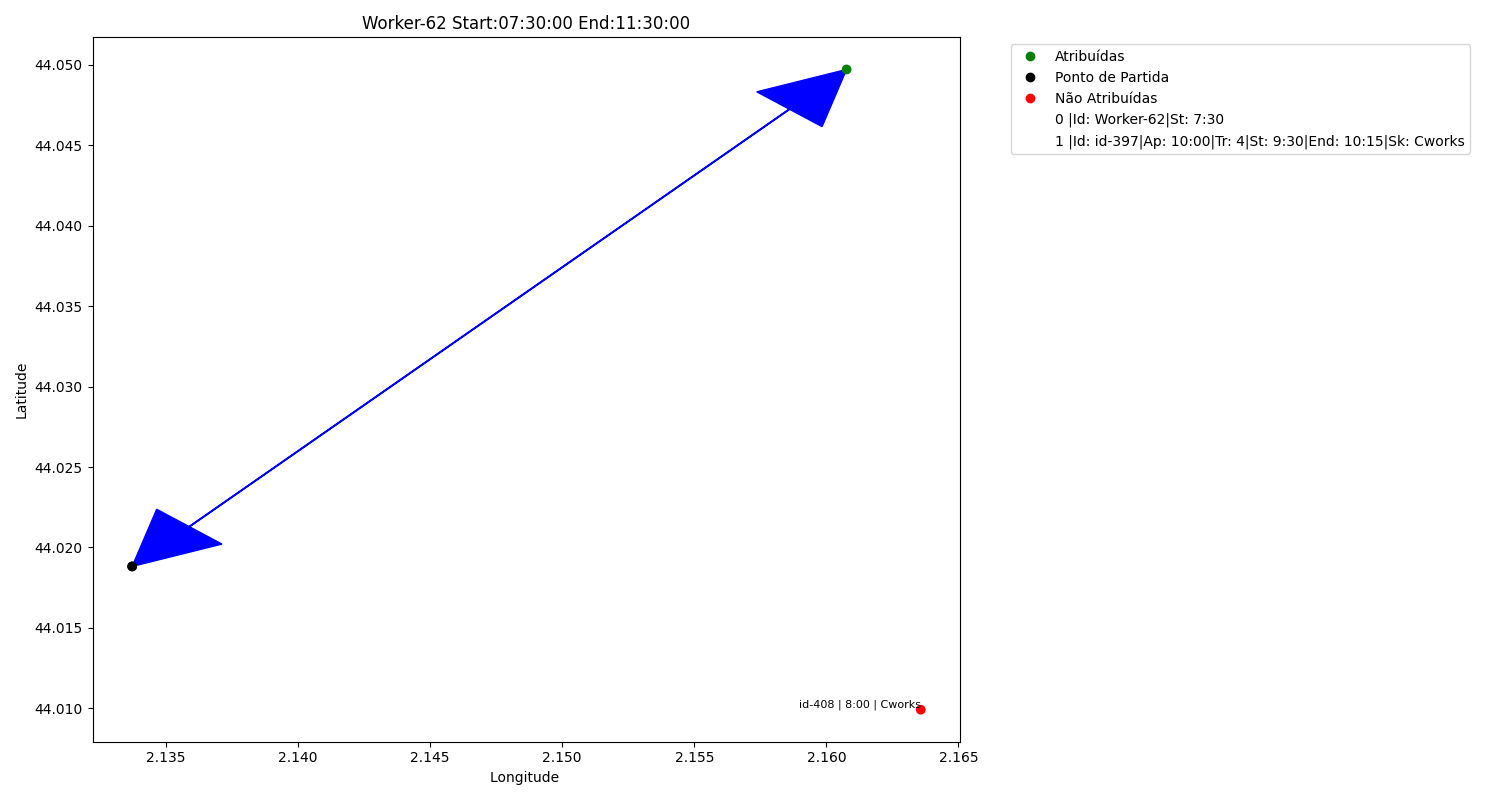 Worker-62 Start:07:30:00 End:11:30:00
44.050
44.045
44.040
44.035
44.030
44.025
44.020
44.015
44.010
Latitude
2.135
2.140
2.145
2.150
2.155
2.160
2.165
Longitude
id-408 | 8:00 | Cworks
Atribuídas
Ponto de Partida
Não Atribuídas
0 |Id: Worker-62|St: 7:30
1 |Id: id-397|Ap: 10:00|Tr: 4|St: 9:30|End: 10:15|Sk: Cworks